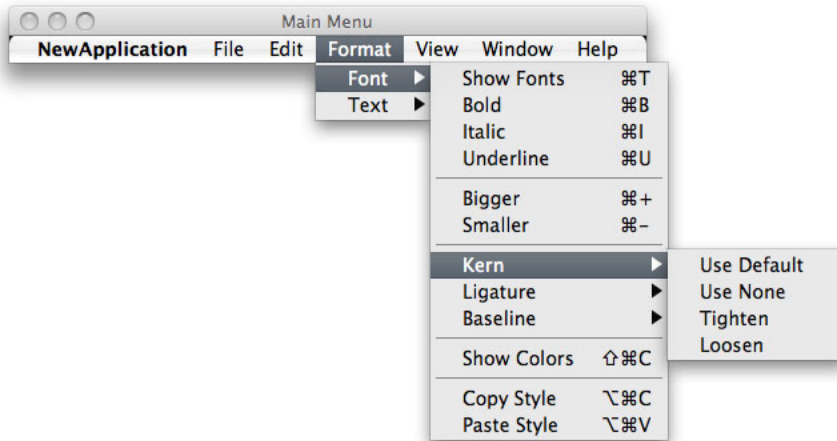 Main Menu
NewApplication File Edit Format View Window Help
Font ▶
Text ▶
Show Fonts ⌘T
Bold ⌘B
Italic ⌘I
Underline ⌘U
Bigger ⌘+
Smaller ⌘-
Kern ▶
Ligature ▶
Baseline ▶
Show Colors ⇧⌘C
Copy Style ⌥⌘C
Paste Style ⌥⌘V
Use Default
Use None
Tighten
Loosen